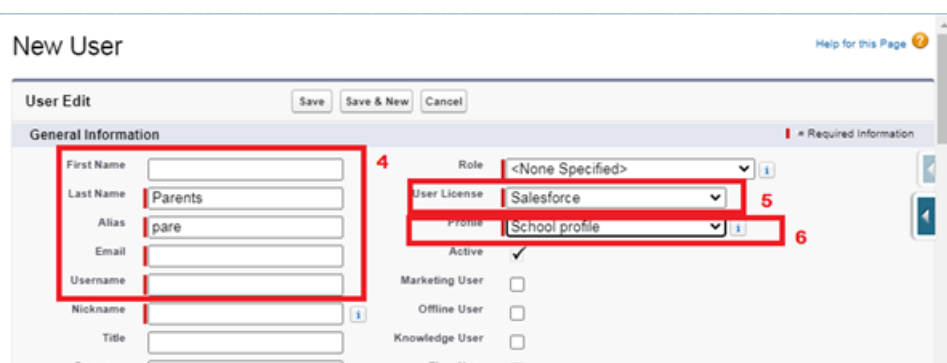 New User
Help for this Page
User Edit Save Save & New Cancel
General Information = Required Information
First Name 4 Role <None Specified>
Last Name Parents User License Salesforce 5
Alias pare Profile School profile 6
Email Active
Username Marketing User
Nickname Offline User
Title Knowledge User